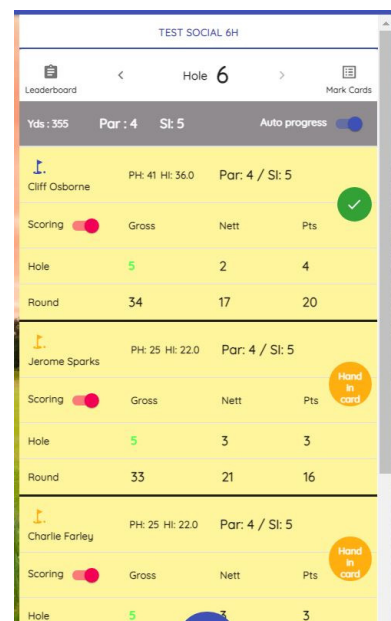 TEST SOCIAL 6H
< Hole 6 >
Leaderboard Mark Cards
Yds : 355 Par : 4 SI: 5 Auto progress
PH: 41 HI: 36.0 Par: 4 / SI: 5
Cliff Osborne
Scoring Gross Nett Pts
Hole 5 2 4
Round 34 17 20
PH: 25 HI: 22.0 Par: 4 / SI: 5
Jerome Sparks
Hand
in
card
Scoring Gross Nett Pts
Hole 5 3 3
Round 33 21 16
PH: 25 HI: 22.0 Par: 4 / SI: 5
Charlie Farley
Hand
in
card
Scoring Gross Nett Pts
Hole 5 3 3